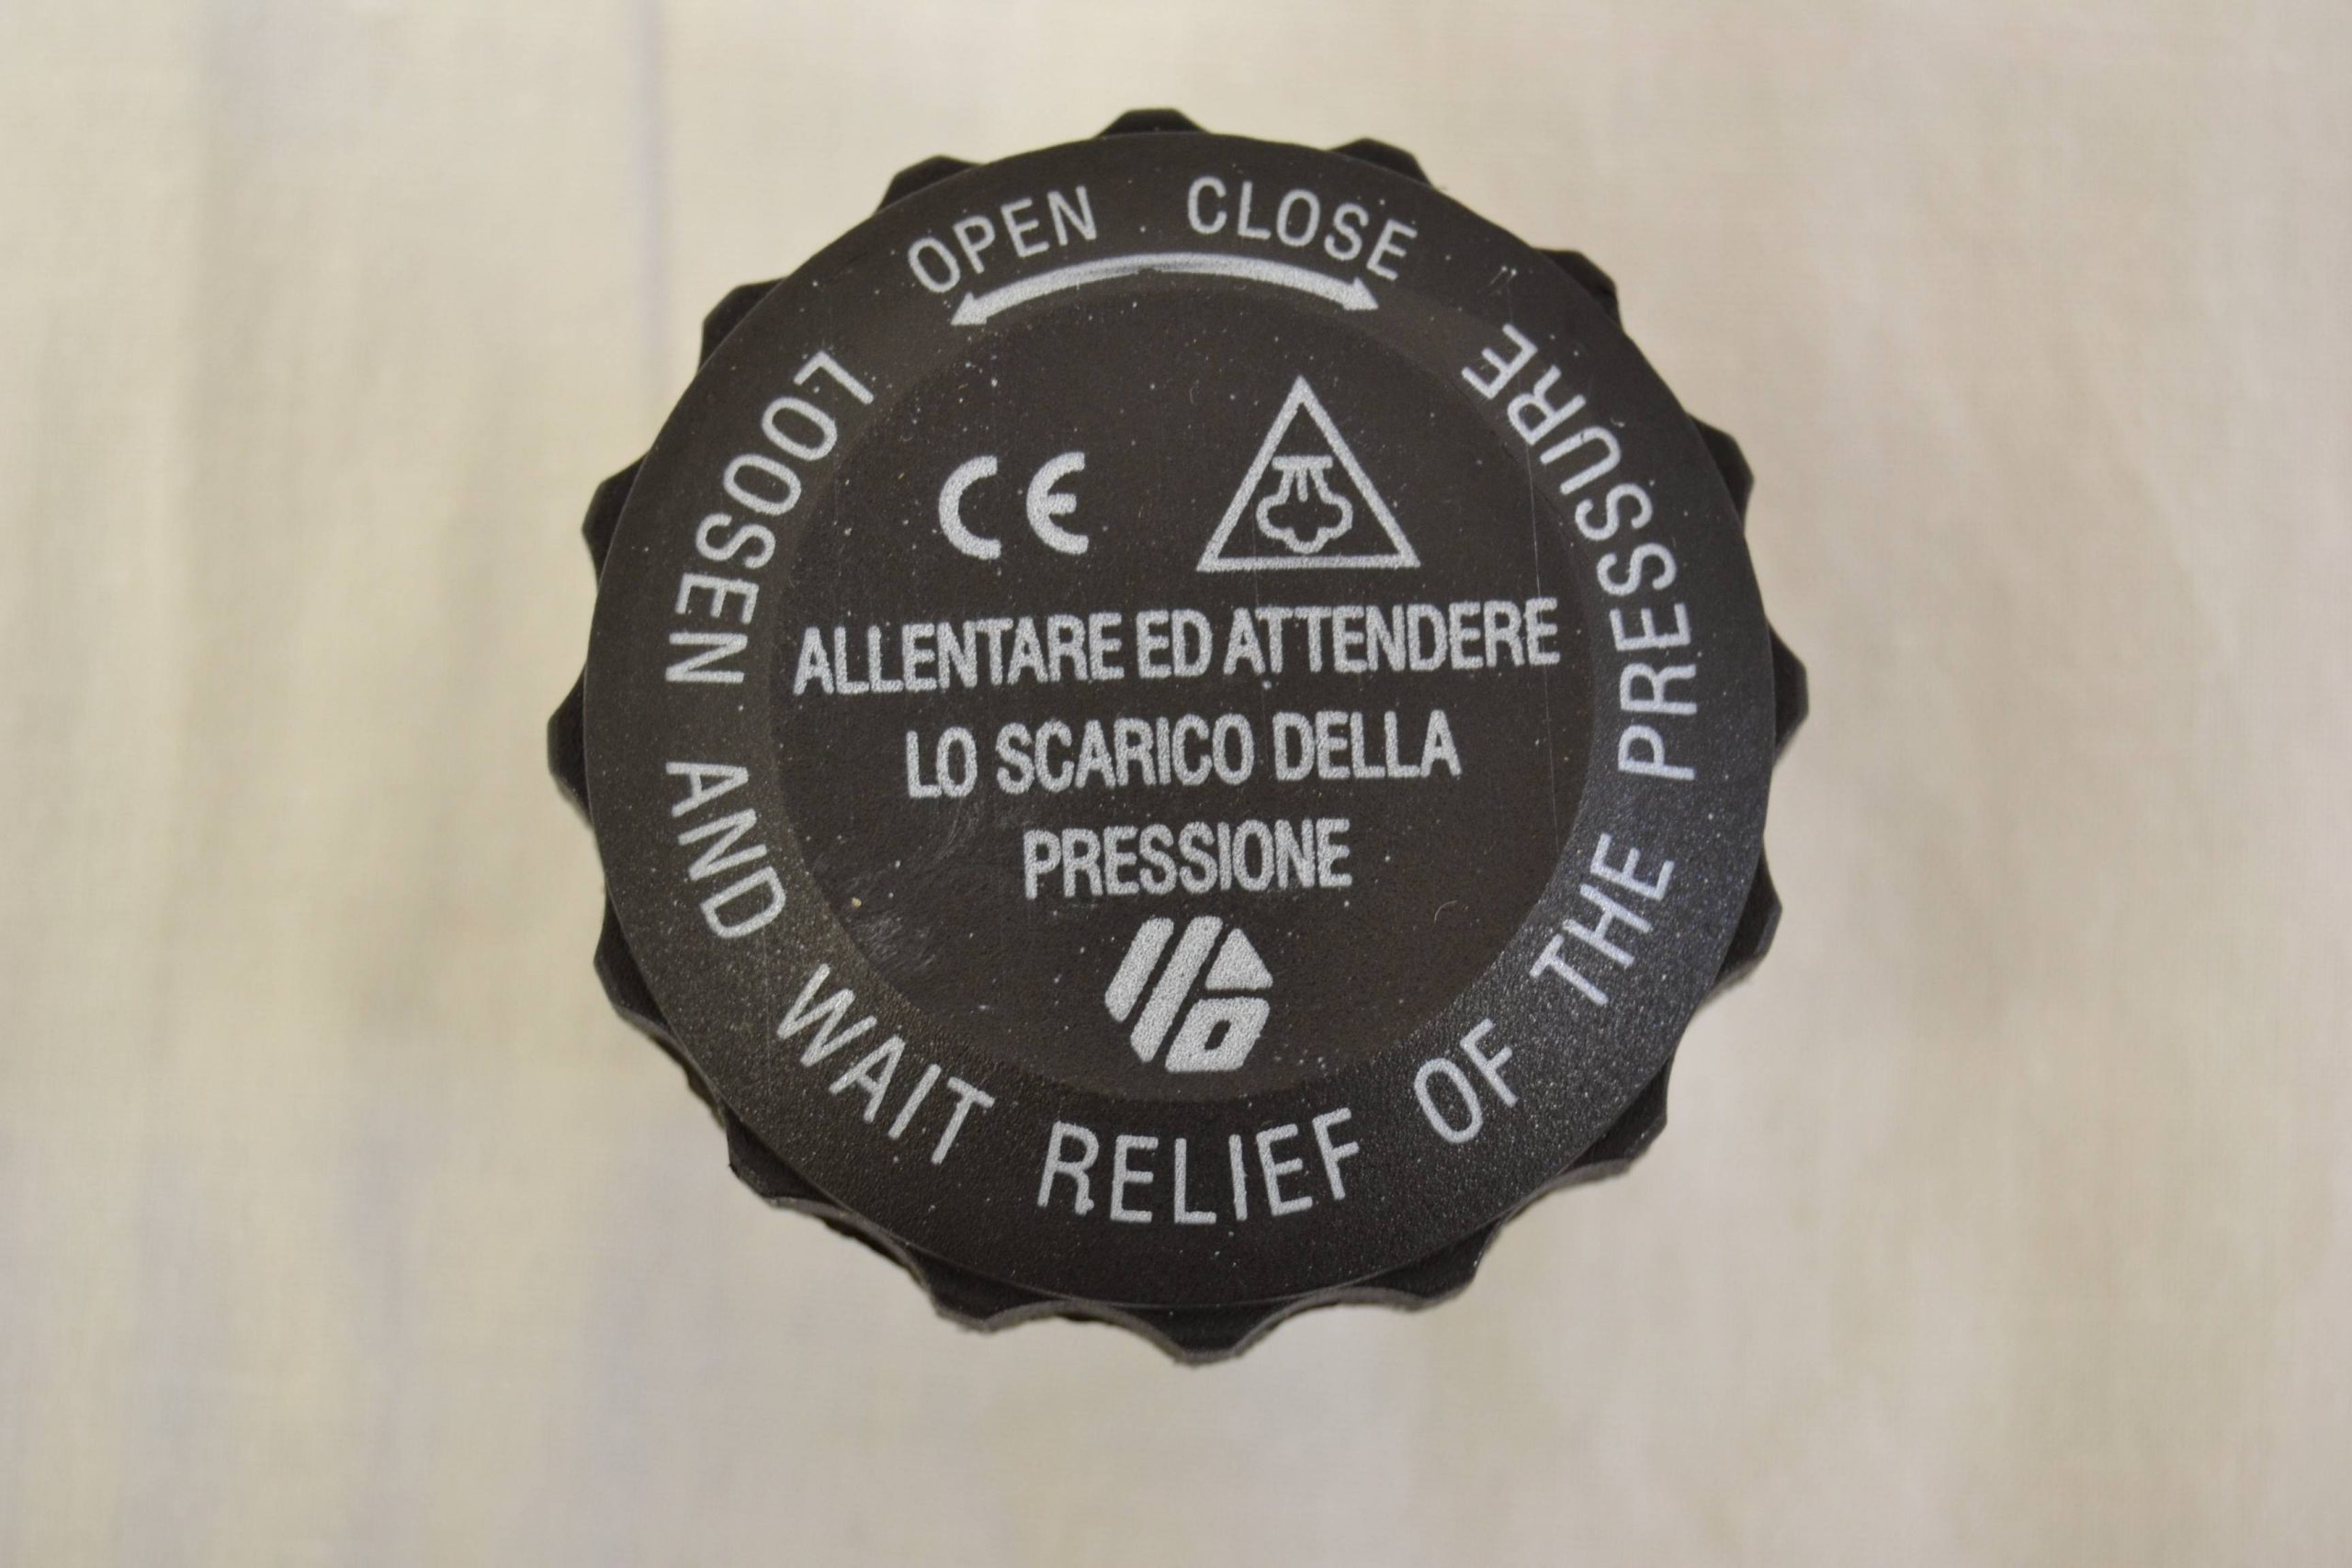 OPEN CLOSE
LOOSEN AND WAIT RELIEF OF THE PRESSURE
CE
ALLENTARE ED ATTENDERE
LO SCARICO DELLA
PRESSIONE